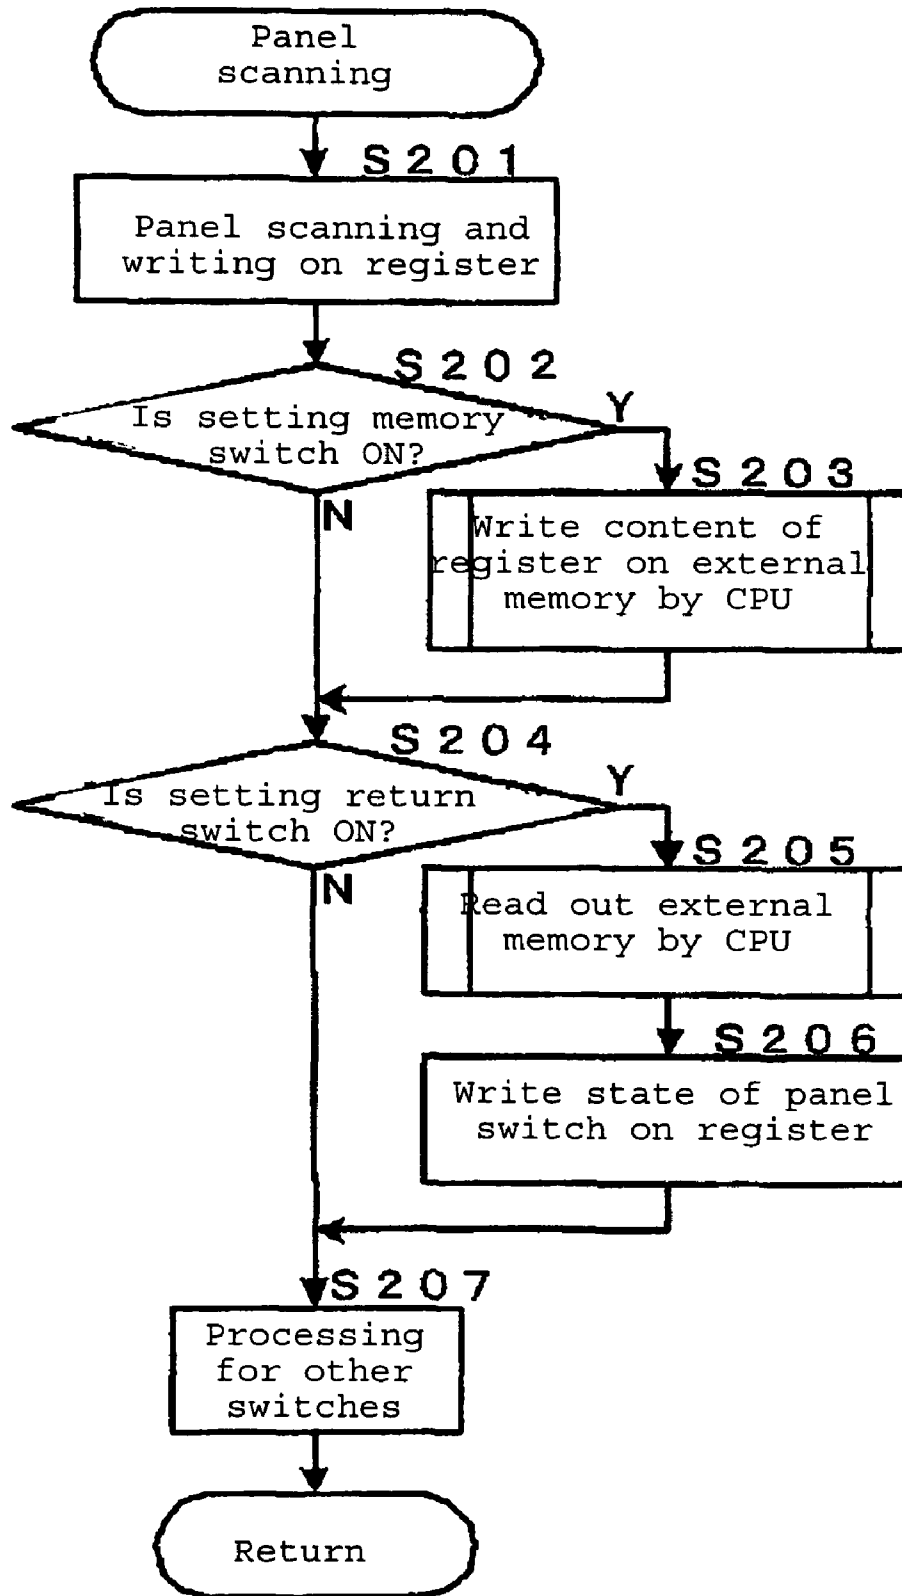 Panel
scanning
S201
Panel scanning and
writing on register
S202
Is setting memory
switch ON?
Y
N
S203
Write content of
register on external
memory by CPU
S204
Is setting return
switch ON?
Y
N
S205
Read out external
memory by CPU
S206
Write state of panel
switch on register
S207
Processing
for other
switches
Return